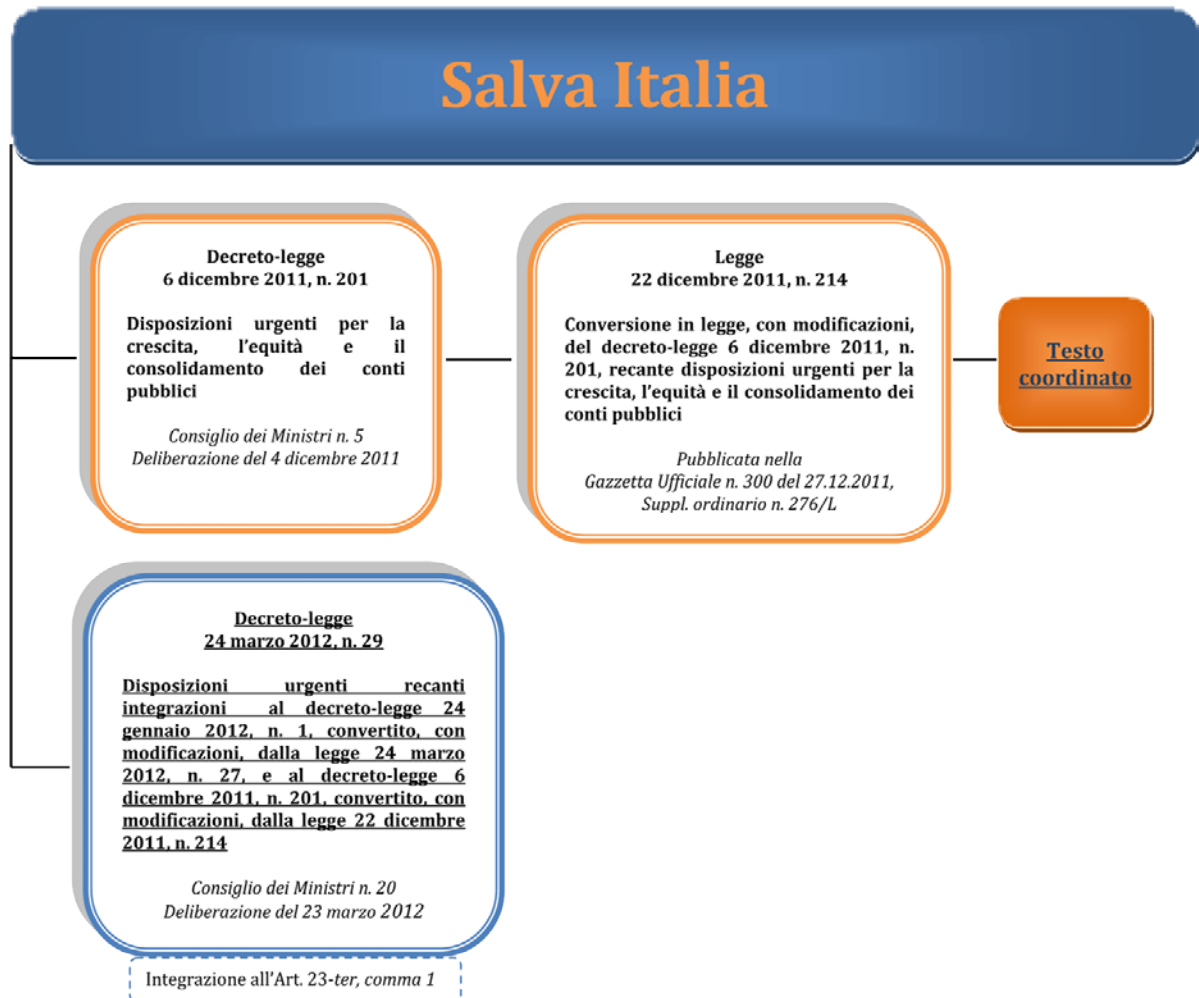 Salva Italia
Decreto-legge
6 dicembre 2011, n. 201
Disposizioni urgenti per la
crescita, l'equità e il
consolidamento dei conti
pubblici
Consiglio dei Ministri n. 5
Deliberazione del 4 dicembre 2011
Legge
22 dicembre 2011, n. 214
Conversione in legge, con modificazioni,
del decreto-legge 6 dicembre 2011, n.
201, recante disposizioni urgenti per la
crescita, l'equità e il consolidamento dei
conti pubblici
Pubblicata nella
Gazzetta Ufficiale n. 300 del 27.12.2011,
Suppl. ordinario n. 276/L
Testo
coordinato
Decreto-legge
24 marzo 2012, n. 29
Disposizioni urgenti recanti
integrazioni al decreto-legge 24
gennaio 2012, n. 1, convertito, con
modificazioni, dalla legge 24 marzo
2012, n. 27, e al decreto-legge 6
dicembre 2011, n. 201, convertito, con
modificazioni, dalla legge 22 dicembre
2011, n. 214
Consiglio dei Ministri n. 20
Deliberazione del 23 marzo 2012
Integrazione all'Art. 23-ter, comma 1